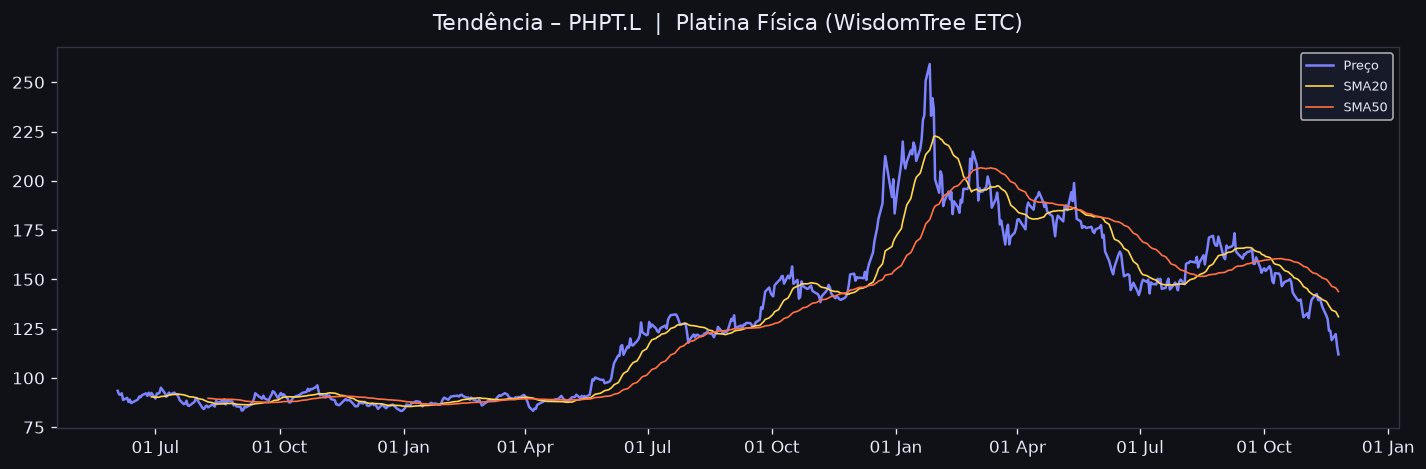 Tendência – PHPT.L | Platina Física (WisdomTree ETC)
Preço
SMA20
SMA50
250
225
200
175
150
125
100
75
01 Jul
01 Oct
01 Jan
01 Apr
01 Jul
01 Oct
01 Jan
01 Apr
01 Jul
01 Oct
01 Jan